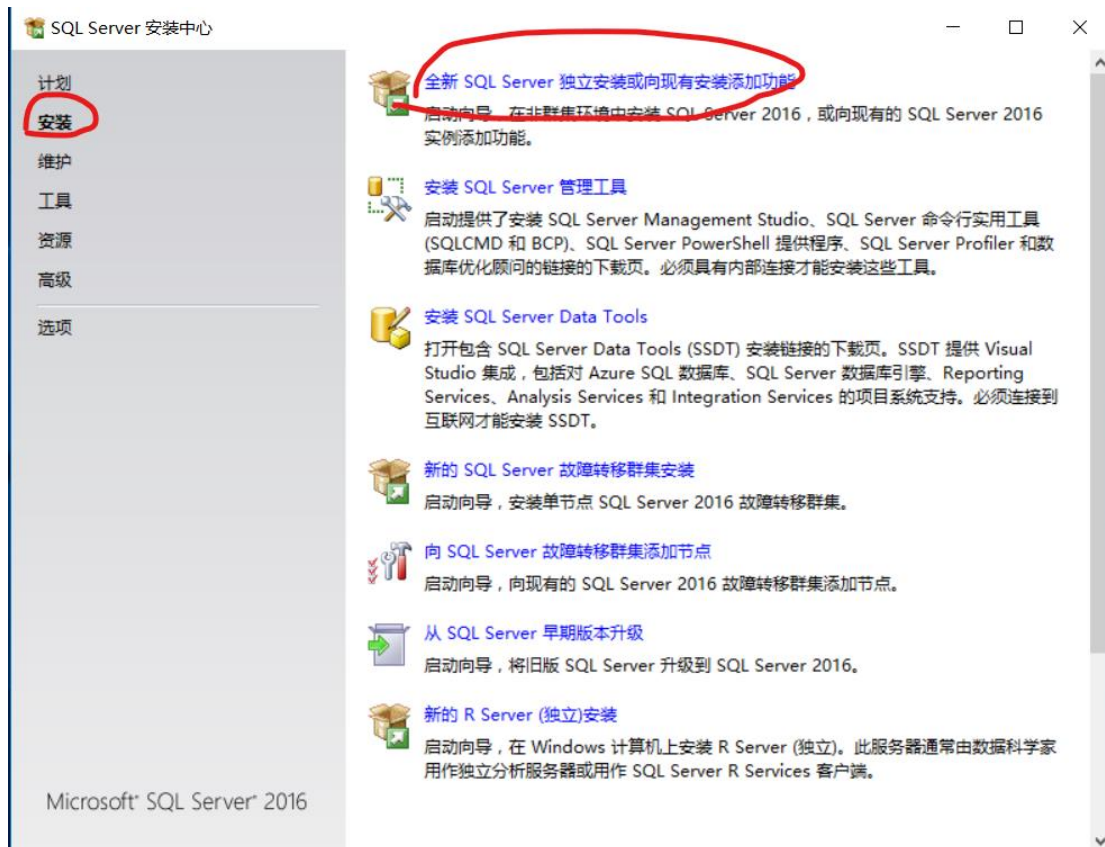 SQL Server 安装中心
计划
安装
维护
工具
资源
高级
选项
Microsoft® SQL Server® 2016
全新 SQL Server 独立安装或向现有安装添加功能
启动向导，在非群集环境中安装 SQL Server 2016，或向现有的 SQL Server 2016
实例添加功能。
安装 SQL Server 管理工具
启动提供了安装 SQL Server Management Studio、SQL Server 命令行实用工具
(SQLCMD 和 BCP)、SQL Server PowerShell 提供程序、SQL Server Profiler 和数
据库优化顾问的链接的下载页。必须具有内部连接才能安装这些工具。
安装 SQL Server Data Tools
打开包含 SQL Server Data Tools (SSDT) 安装链接的下载页。SSDT 提供 Visual
Studio 集成，包括对 Azure SQL 数据库、SQL Server 数据库引擎、Reporting
Services、Analysis Services 和 Integration Services 的项目系统支持。必须连接到
互联网才能安装 SSDT。
新的 SQL Server 故障转移群集安装
启动向导，安装单节点 SQL Server 2016 故障转移群集。
向 SQL Server 故障转移群集添加节点
启动向导，向现有的 SQL Server 2016 故障转移群集添加节点。
从 SQL Server 早期版本升级
启动向导，将旧版 SQL Server 升级到 SQL Server 2016。
新的 R Server (独立)安装
启动向导，在 Windows 计算机上安装 R Server (独立)。此服务器通常由数据科学家
用作独立分析服务器或用作 SQL Server R Services 客户端。